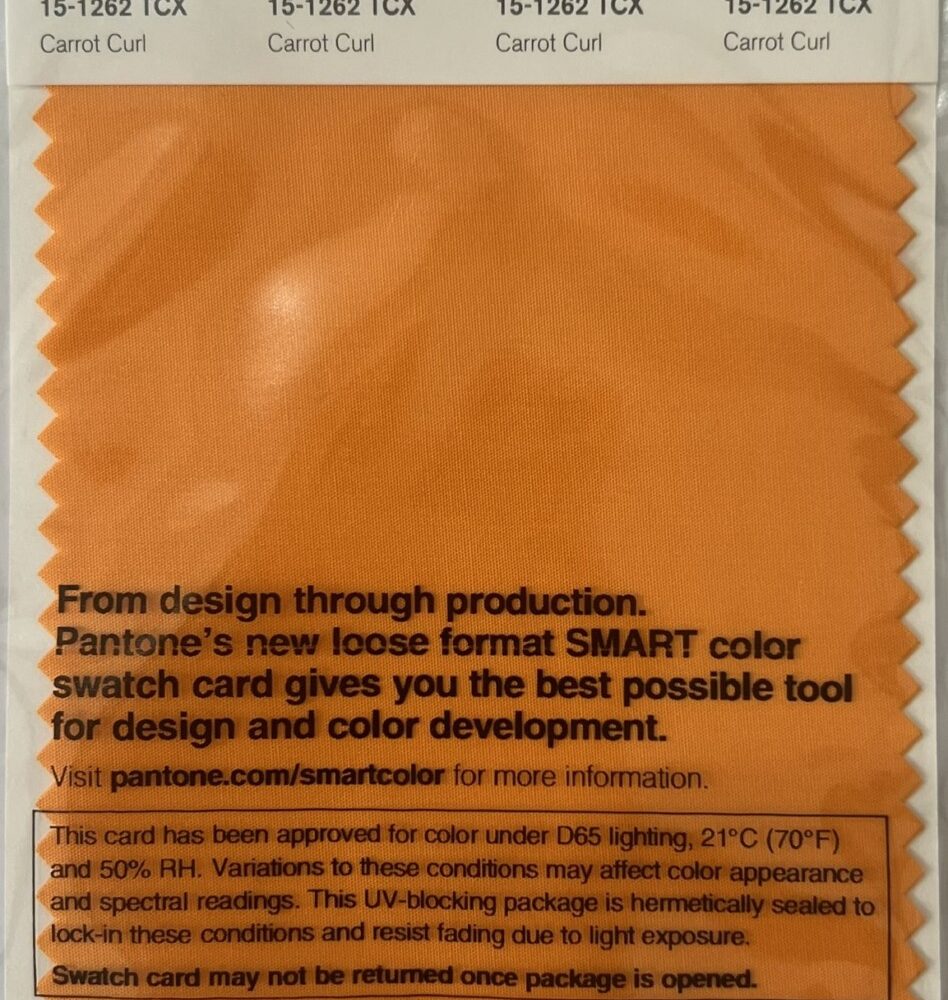 15-1262 TCX 15-1262 TCX 15-1262 TCX 15-1262 TCX
Carrot Curl Carrot Curl Carrot Curl Carrot Curl
From design through production.
Pantone's new loose format SMART color
swatch card gives you the best possible tool
for design and color development.
Visit pantone.com/smartcolor for more information.
This card has been approved for color under D65 lighting, 21°C (70°F)
and 50% RH. Variations to these conditions may affect color appearance
and spectral readings. This UV-blocking package is hermetically sealed to
lock-in these conditions and resist fading due to light exposure.
Swatch card may not be returned once package is opened.